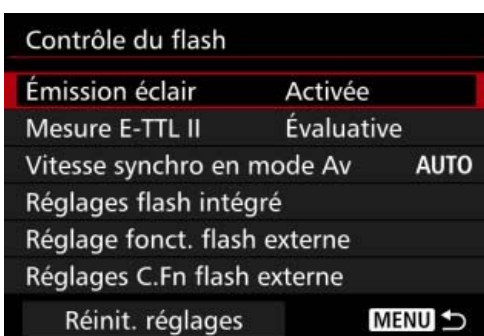 Contrôle du flash
Émission éclair Activée
Mesure E-TTL II Évaluative
Vitesse synchro en mode Av AUTO
Réglages flash intégré
Réglage fonct. flash externe
Réglages C.Fn flash externe
Réinit. réglages MENU